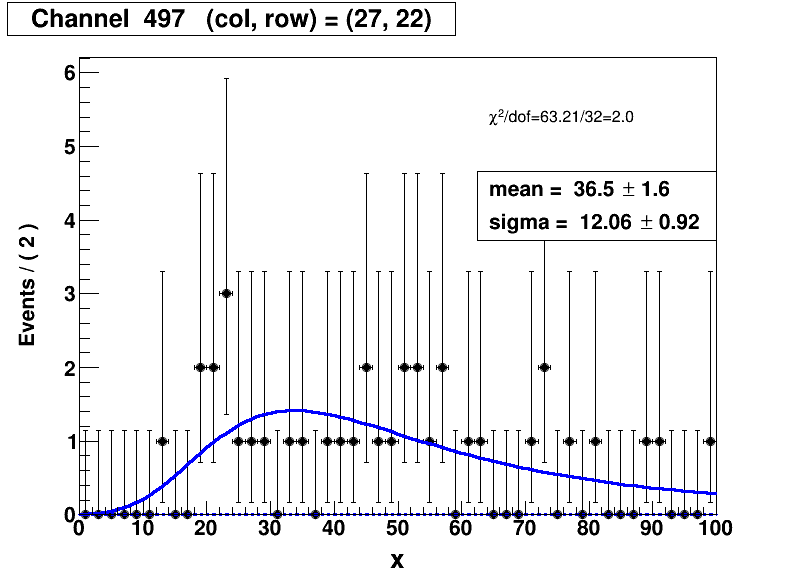 Channel 497 (col, row) = (27, 22)
χ²/dof=63.21/32=2.0
mean = 36.5 ± 1.6
sigma = 12.06 ± 0.92
Events / ( 2 )
6
5
4
3
2
1
0
0 10 20 30 40 50 60 70 80 90 100
x